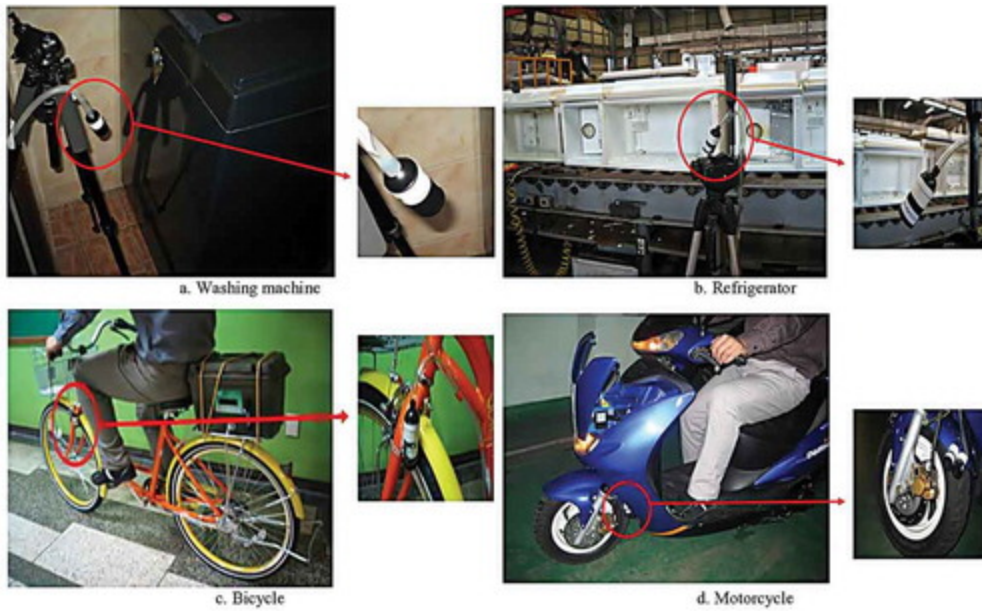 a. Washing machine
b. Refrigerator
c. Bicycle
d. Motorcycle